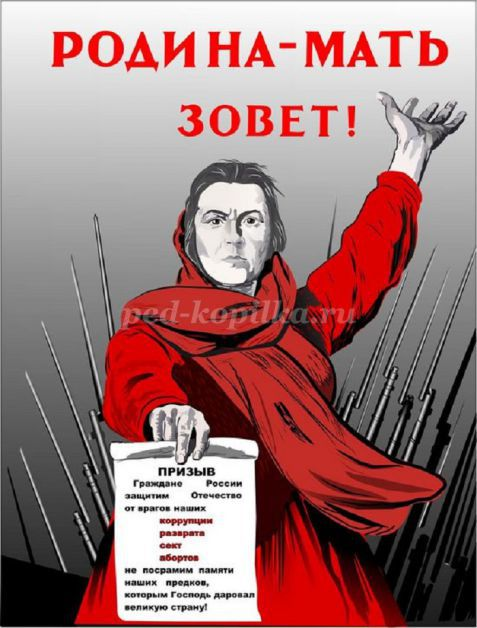 РОДИНА-МАТЬ
ЗОВЕТ!
ped-kopilka.ru
ПРИЗЫВ
Граждане России
защитим Отечество
от врагов наших
коррупции
разврата
сект
абортов
не посрамим памяти
наших предков,
которым Господь даровал
великую страну!